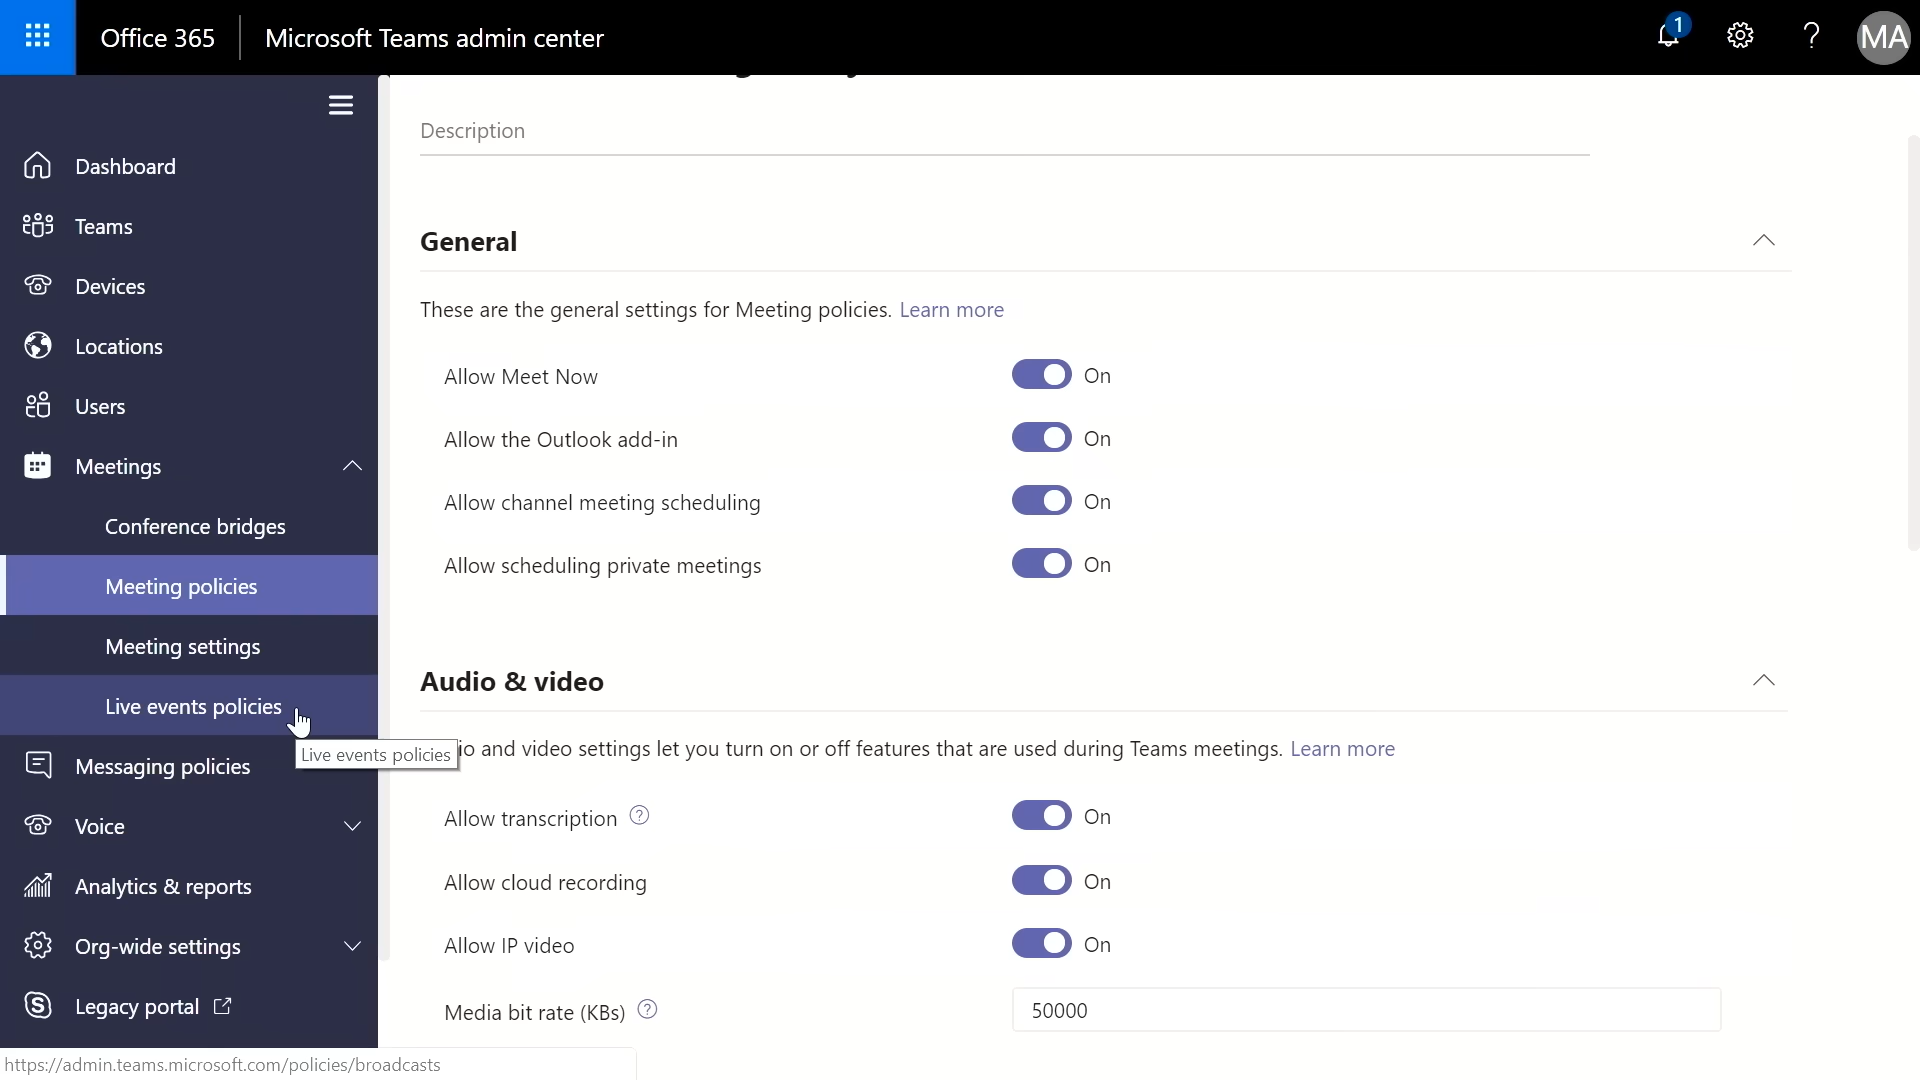 Office 365
Microsoft Teams admin center
1
MA
Description
Dashboard
Teams
Devices
Locations
Users
Meetings
Conference bridges
Meeting policies
Meeting settings
Live events policies
Messaging policies
Voice
Analytics & reports
Org-wide settings
Legacy portal
General
These are the general settings for Meeting policies. Learn more
Allow Meet Now On
Allow the Outlook add-in On
Allow channel meeting scheduling On
Allow scheduling private meetings On
Audio & video
Live events policies
and video settings let you turn on or off features that are used during Teams meetings. Learn more
Allow transcription ? On
Allow cloud recording On
Allow IP video On
Media bit rate (KBs) ? 50000
https://admin.teams.microsoft.com/policies/broadcasts